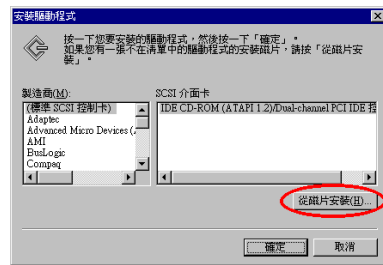 安裝驅動程式
按一下您要安裝的驅動程式，然後按一下「確定」。
如果您有一張不在清單中的驅動程式的安裝磁片，請按「從磁片安
裝」。
製造商(M):
SCSI 介面卡
(標準 SCSI 控制卡)
Adaptec
Advanced Micro Devices (
AMI
BusLogic
Compaq
IDE CD-ROM (ATAPI 1.2)/Dual-channel PCI IDE 控
從磁片安裝(H)...
確定
取消